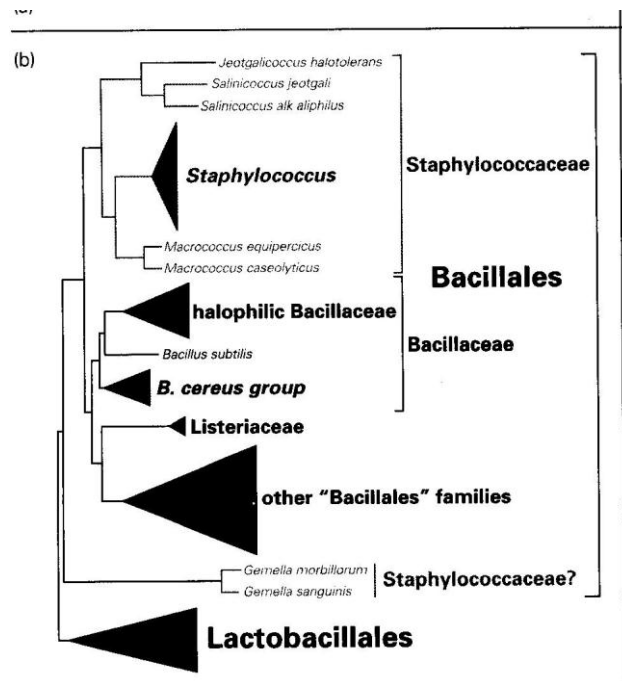 (b)
Jeotgalicoccus halotolerans
Salinicoccus jeotgali
Salinicoccus alk aliphilus
Staphylococcus
Staphylococcaceae
Macrococcus equipercicus
Macrococcus caseolyticus
Bacillales
halophilic Bacillaceae
Bacillaceae
Bacillus subtilis
B. cereus group
Listeriaceae
other "Bacillales" families
Gemella morbillorum
Staphylococcaceae?
Gemella sanguinis
Lactobacillales